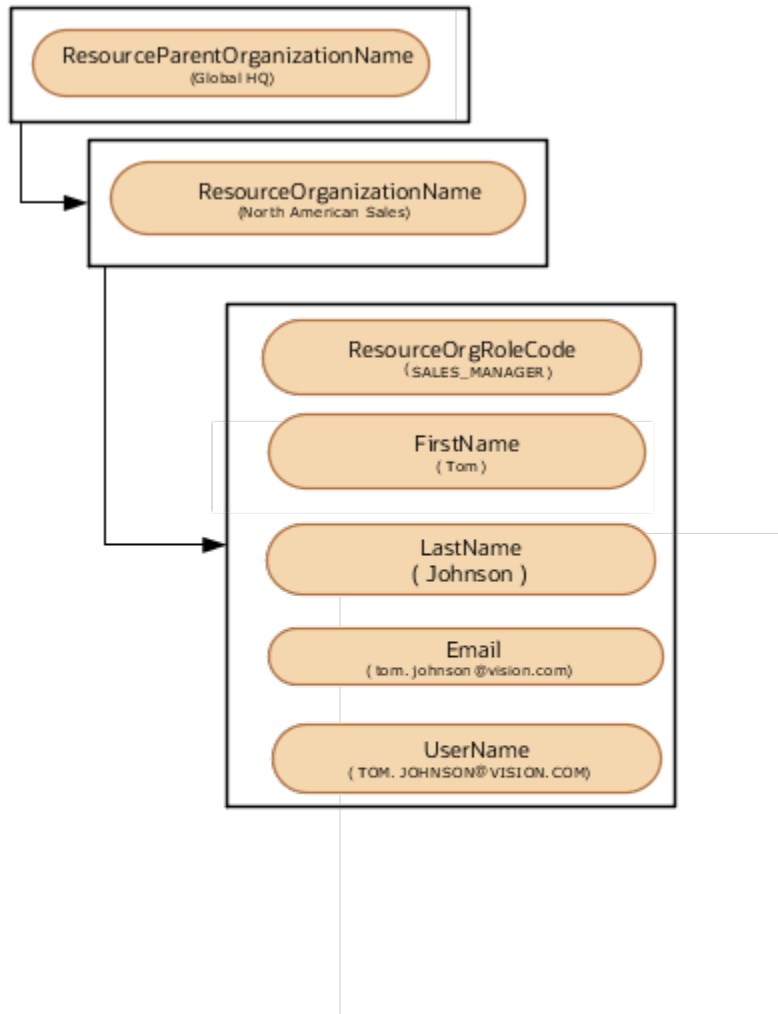 ResourceParentOrganizationName
(Global HQ)
ResourceOrganizationName
(North American Sales)
ResourceOrgRoleCode
(SALES_MANAGER)
FirstName
( Tom )
LastName
( Johnson )
Email
( tom. johnson @vision.com)
UserName
( TOM. JOHNSON@VISION.COM)